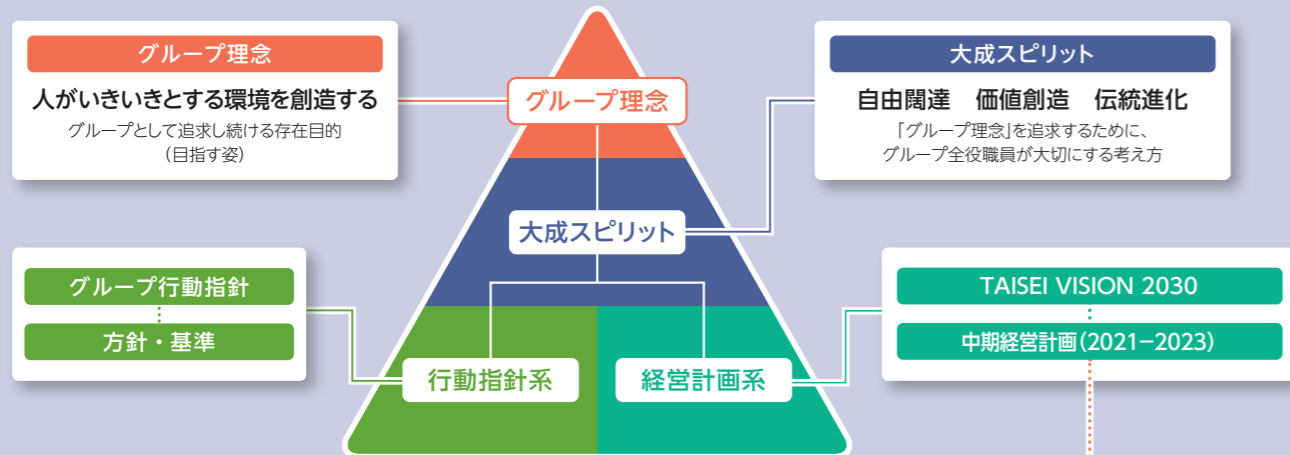 グループ理念
人がいきいきとする環境を創造する
グループとして追求し続ける存在目的
(目指す姿)
グループ理念
大成スピリット
自由闊達　価値創造　伝統進化
「グループ理念」を追求するために、
グループ全役職員が大切にする考え方
大成スピリット
グループ行動指針
方針・基準
TAISEI VISION 2030
中期経営計画(2021−2023)
行動指針系
経営計画系